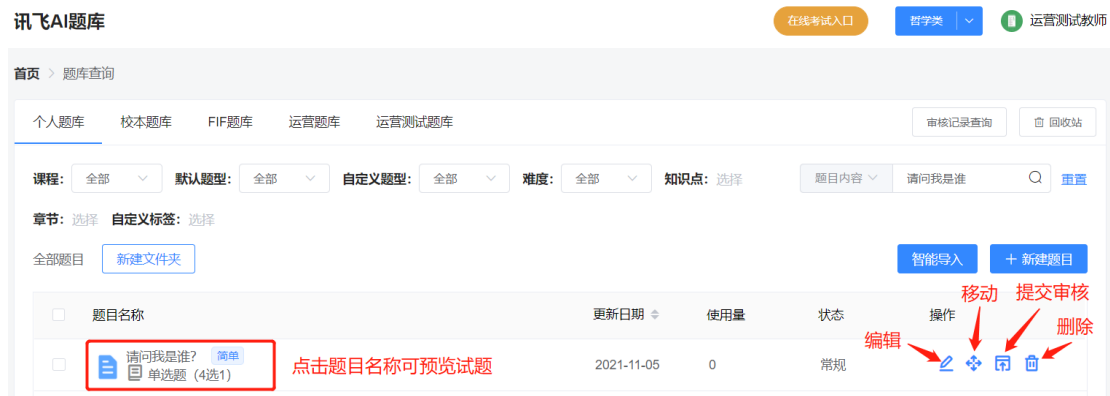 讯飞AI题库 在线考试入口 哲学类 运营测试教师
首页 > 题库查询
个人题库 校本题库 FIF题库 运营题库 运营测试题库 审核记录查询 回收站
课程： 全部 默认题型： 全部 自定义题型： 全部 难度： 全部 知识点： 选择 题目内容 请问我是谁 重置
章节： 选择 自定义标签： 选择
全部题目 新建文件夹 智能导入 + 新建题目
移动 提交审核
题目名称 更新日期 使用量 状态 操作
编辑 删除
请问我是谁? 简单
单选题（4选1） 点击题目名称可预览试题 2021-11-05 0 常规